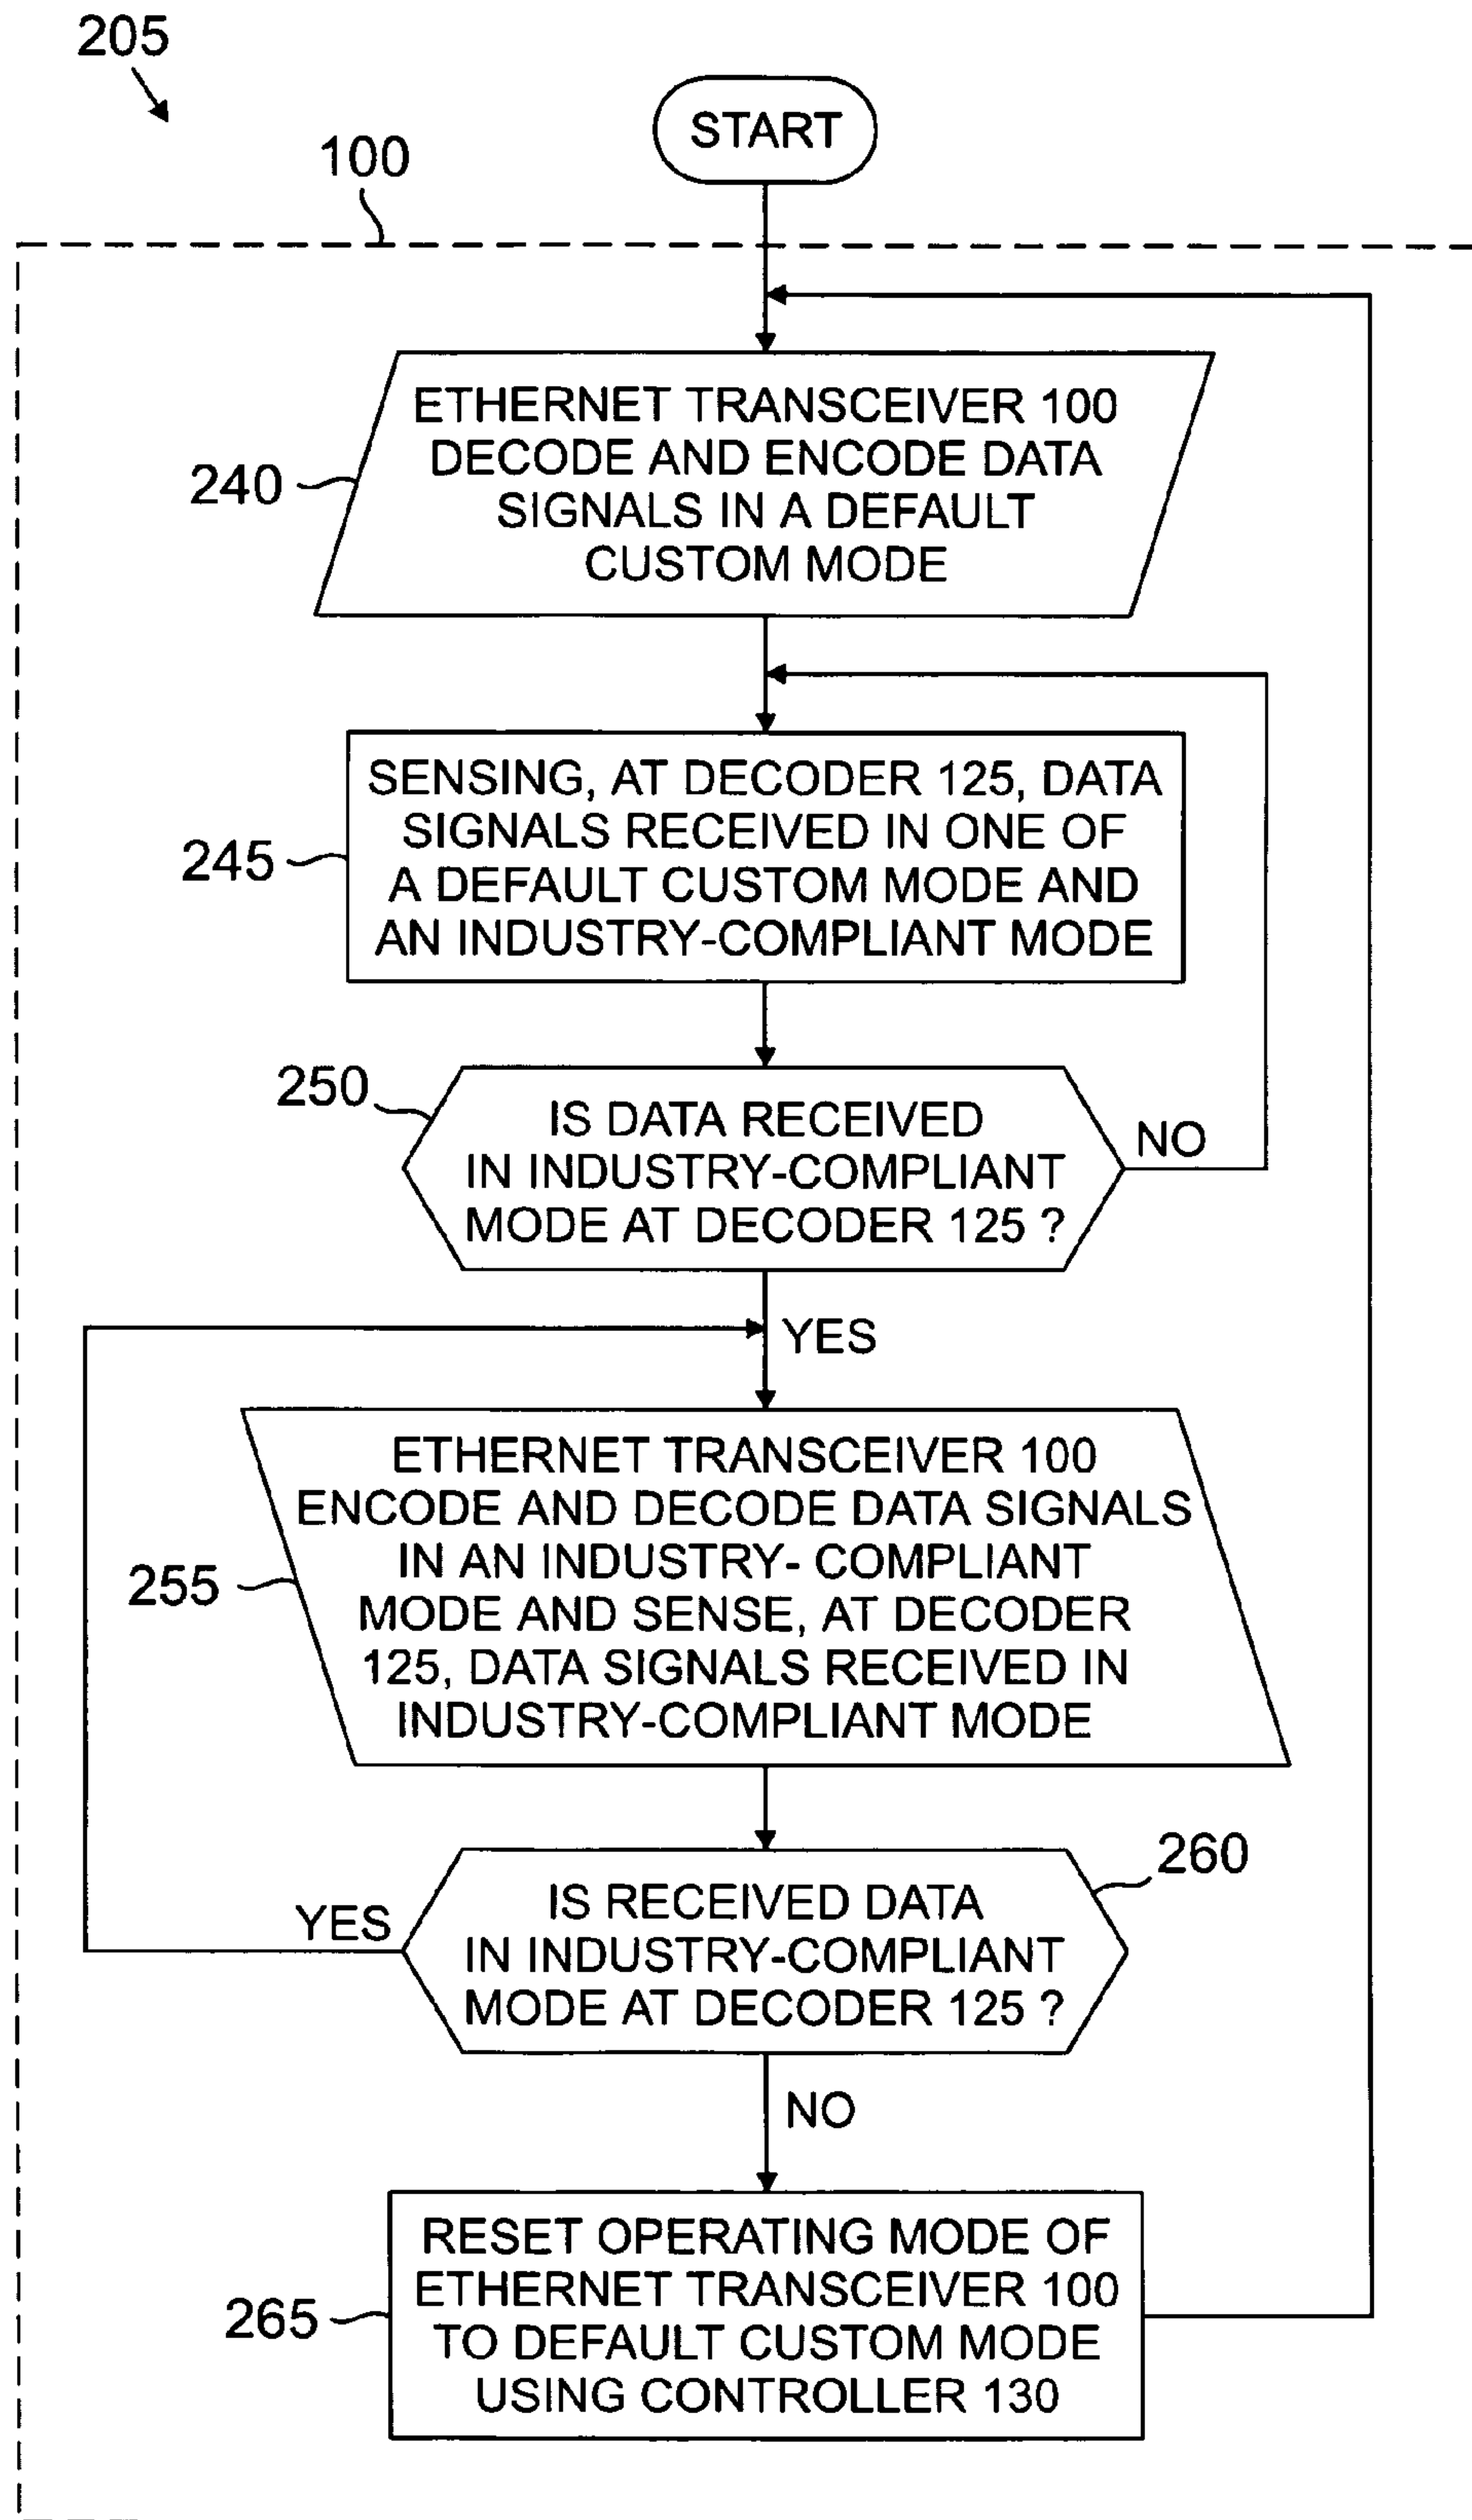 205
START
100
ETHERNET TRANSCEIVER 100
DECODE AND ENCODE DATA
SIGNALS IN A DEFAULT
CUSTOM MODE
240
SENSING, AT DECODER 125, DATA
SIGNALS RECEIVED IN ONE OF
A DEFAULT CUSTOM MODE AND
AN INDUSTRY-COMPLIANT MODE
245
250
IS DATA RECEIVED
IN INDUSTRY-COMPLIANT
MODE AT DECODER 125 ?
NO
YES
ETHERNET TRANSCEIVER 100
ENCODE AND DECODE DATA SIGNALS
IN AN INDUSTRY- COMPLIANT
MODE AND SENSE, AT DECODER
125, DATA SIGNALS RECEIVED IN
INDUSTRY-COMPLIANT MODE
255
260
IS RECEIVED DATA
IN INDUSTRY-COMPLIANT
MODE AT DECODER 125 ?
YES
NO
RESET OPERATING MODE OF
ETHERNET TRANSCEIVER 100
TO DEFAULT CUSTOM MODE
USING CONTROLLER 130
265